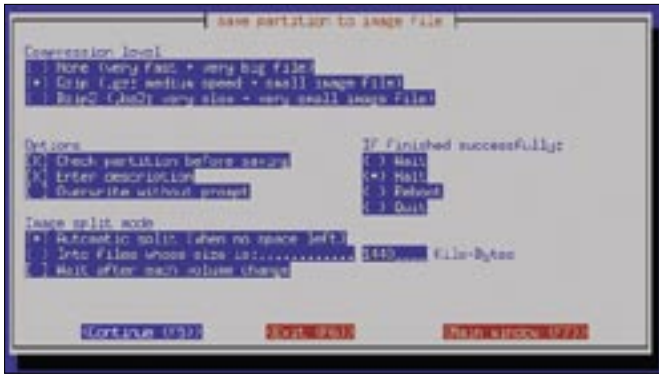 save partition to image file
Compression level
( ) None (very fast + very big file)
(*) Gzip (.gz: medium speed + small image file)
( ) Bzip2 (.bz2: very slow + very small image file)
Options
[X] Check partition before saving
[X] Enter description
[ ] Overwrite without prompt
If finished successfully:
( ) Wait
(*) Halt
( ) Reboot
( ) Quit
Image split mode
(*) Automatic split (when no space left)
( ) Into files whose size is:............. Kilo-Bytes
[ ] Wait after each volume change
<Continue (F5)> <Exit (F6)> <Main window (F7)>